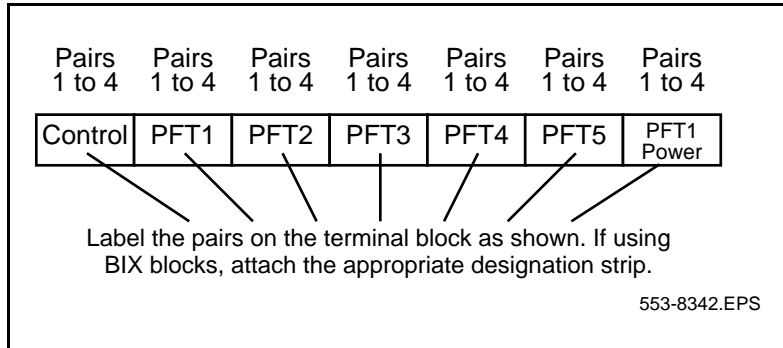 Pairs Pairs Pairs Pairs Pairs Pairs Pairs
1 to 4 1 to 4 1 to 4 1 to 4 1 to 4 1 to 4 1 to 4
Control PFT1 PFT2 PFT3 PFT4 PFT5 PFT1
Power
Label the pairs on the terminal block as shown. If using
BIX blocks, attach the appropriate designation strip.
553-8342.EPS